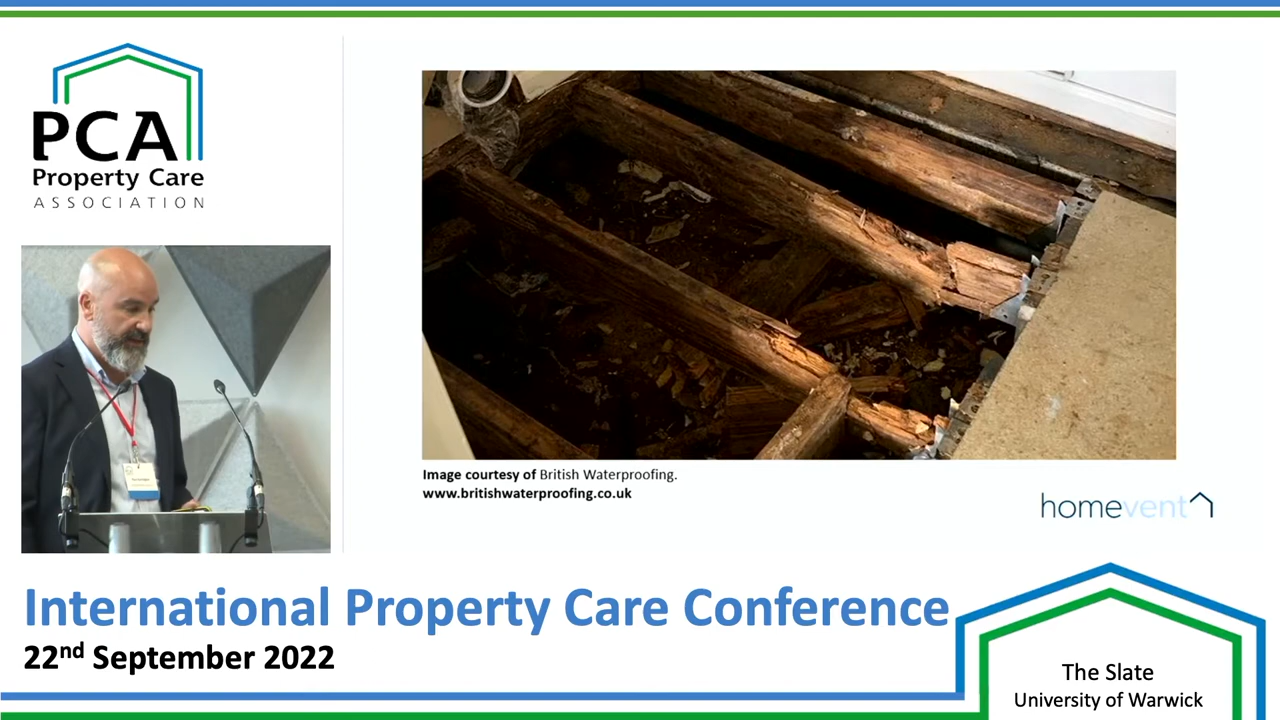 PCA
Property Care
ASSOCIATION
Image courtesy of British Waterproofing.
www.britishwaterproofing.co.uk
homevent
International Property Care Conference
22nd September 2022
The Slate
University of Warwick